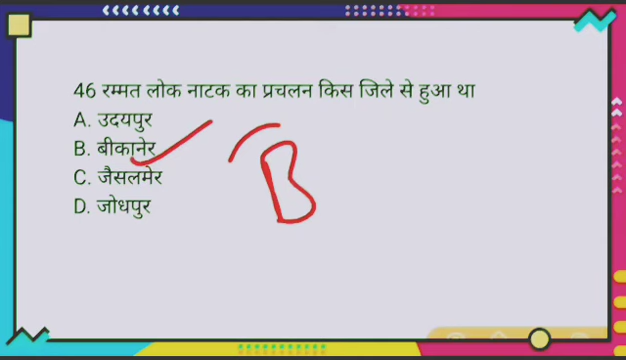 46 रम्मत लोक नाटक का प्रचलन किस जिले से हुआ था
A. उदयपुर
B. बीकानेर
C. जैसलमेर
D. जोधपुर
B